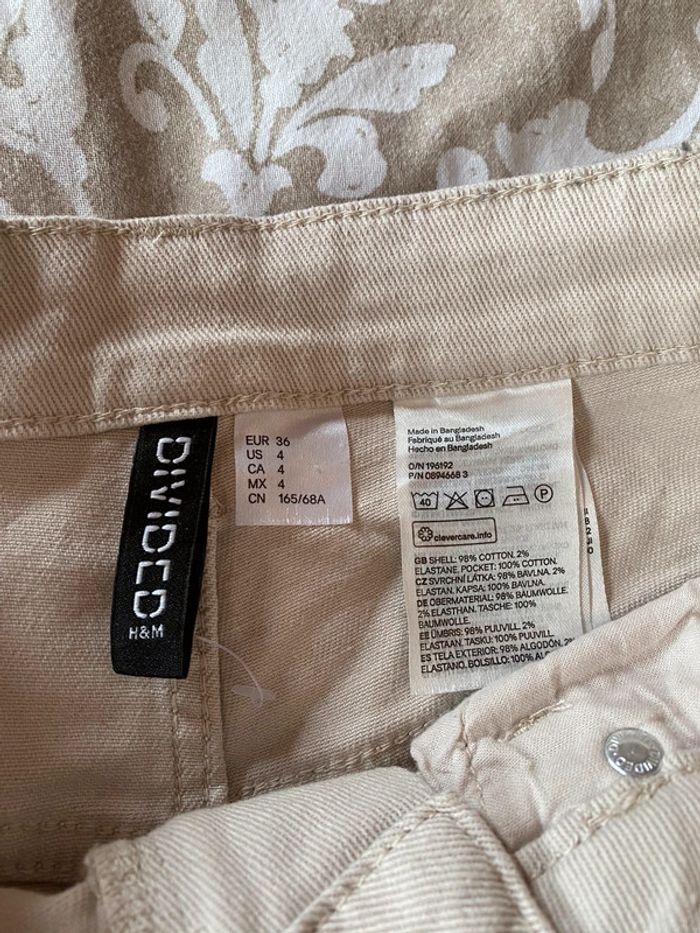 DIVIDED
H&M
EUR 36
US 4
CA 4
MX 4
CN 165/68A
Made in Bangladesh
Fabriqué au Bangladesh
Hecho en Bangladesh
O/N 196192
P/N 0894668 3
40
P
clevercare.info
GB SHELL: 98% COTTON. 2%
ELASTANE. POCKET: 100% COTTON.
CZ SVRCHNÍ LÁTKA: 98% BAVLNA. 2%
ELASTAN. KAPSA: 100% BAVLNA.
DE OBERMATERIAL: 98% BAUMWOLLE.
2% ELASTHAN. TASCHE: 100%
BAUMWOLLE.
EE ÜMBRIS: 98% PUUVILL. 2%
ELASTAAN. TASKU: 100% PUUVILL.
ES TELA EXTERIOR: 98% ALGODÓN. 2%
ELASTANO. BOLSILLO: 100%